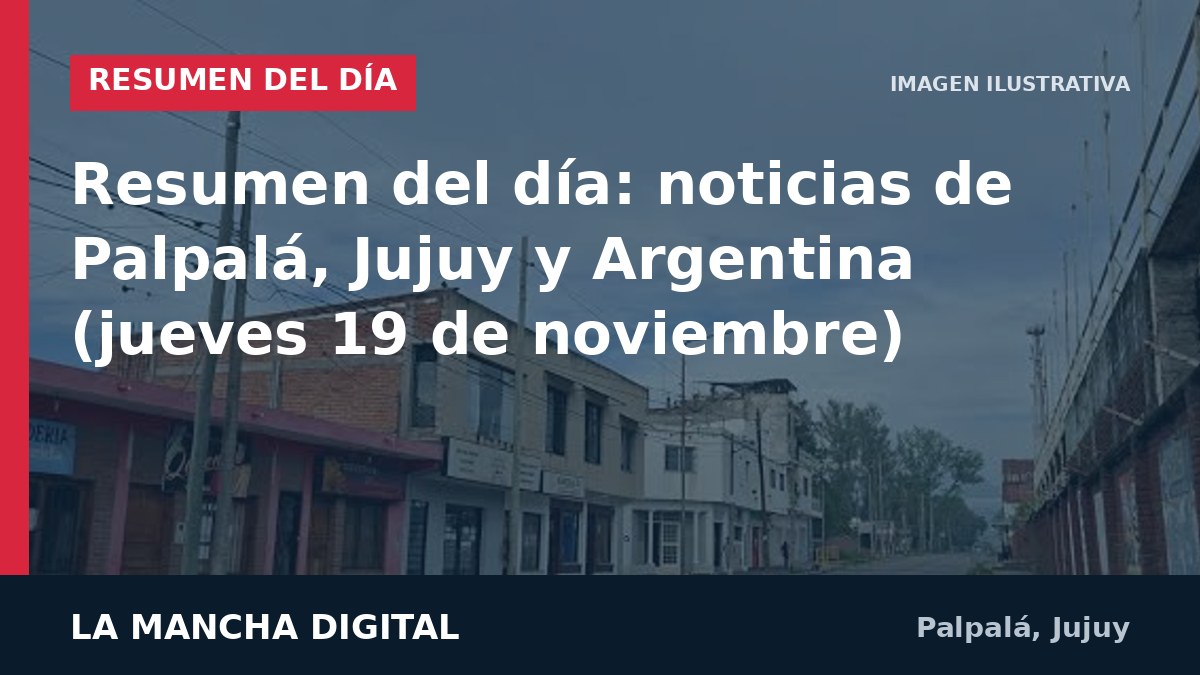 RESUMEN DEL DÍA
IMAGEN ILUSTRATIVA
Resumen del día: noticias de
Palpalá, Jujuy y Argentina
(jueves 19 de noviembre)
DERIA
LA MANCHA DIGITAL
Palpalá, Jujuy